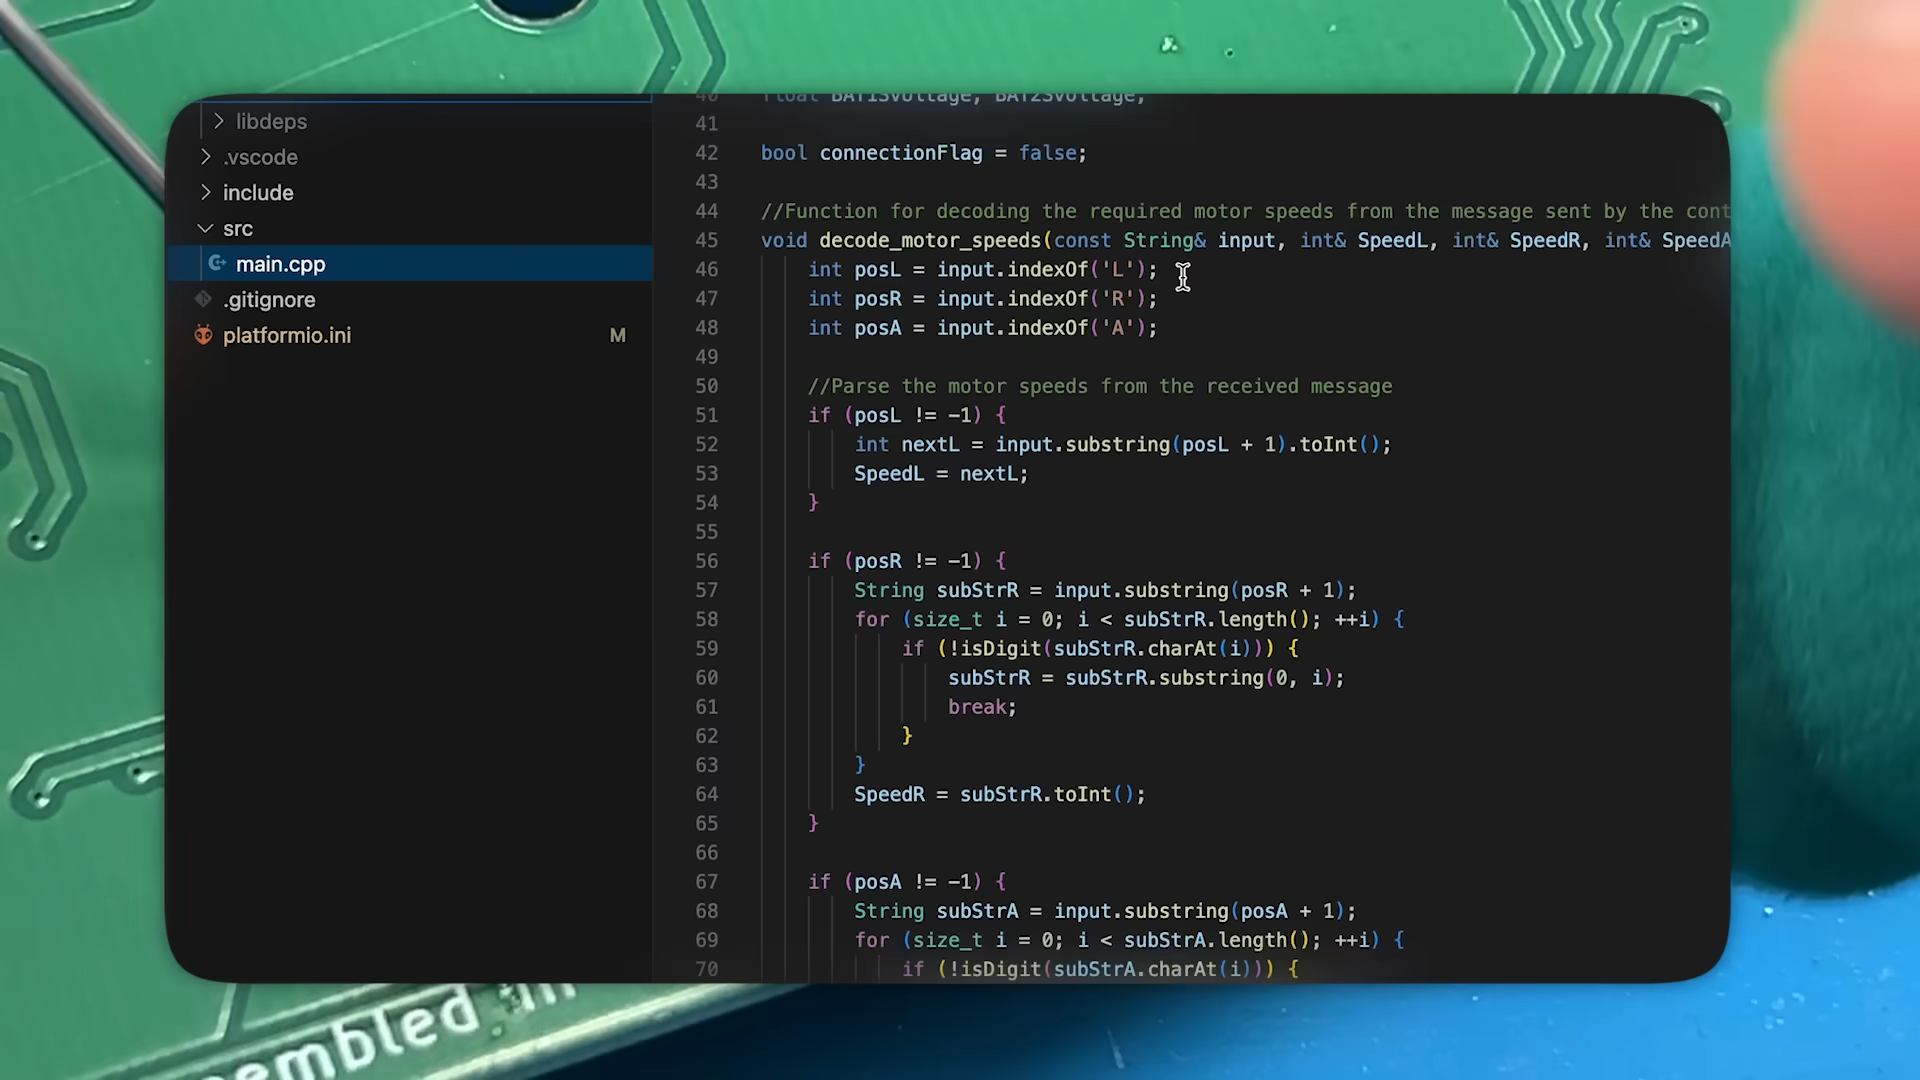 libdeps
.vscode
include
src
main.cpp
.gitignore
platformio.ini M
40 float BAT1SVoltage, BAT2SVoltage;
41
42 bool connectionFlag = false;
43
44 //Function for decoding the required motor speeds from the message sent by the cont
45 void decode_motor_speeds(const String& input, int& SpeedL, int& SpeedR, int& SpeedA
46 int posL = input.indexOf('L');
47 int posR = input.indexOf('R');
48 int posA = input.indexOf('A');
49
50 //Parse the motor speeds from the received message
51 if (posL != -1) {
52 int nextL = input.substring(posL + 1).toInt();
53 SpeedL = nextL;
54 }
55
56 if (posR != -1) {
57 String subStrR = input.substring(posR + 1);
58 for (size_t i = 0; i < subStrR.length(); ++i) {
59 if (!isDigit(subStrR.charAt(i))) {
60 subStrR = subStrR.substring(0, i);
61 break;
62 }
63 }
64 SpeedR = subStrR.toInt();
65 }
66
67 if (posA != -1) {
68 String subStrA = input.substring(posA + 1);
69 for (size_t i = 0; i < subStrA.length(); ++i) {
70 if (!isDigit(subStrA.charAt(i))) {
embled in